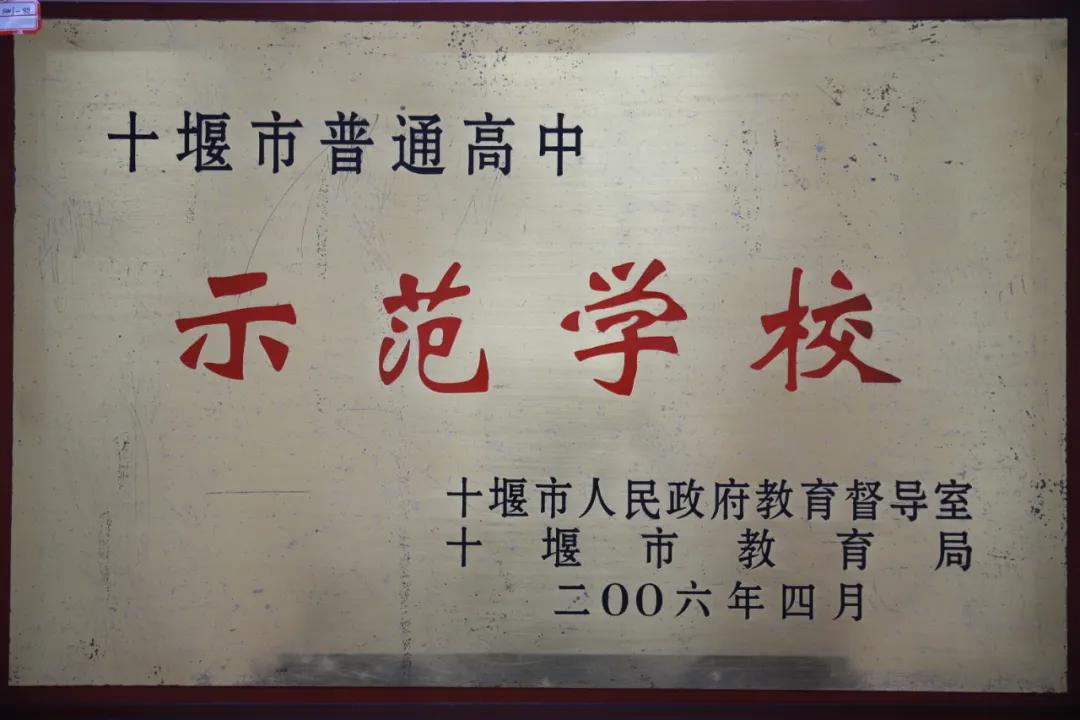 十堰市普通高中
示范学校
十堰市人民政府教育督导室
十堰市教育局
二OO六年四月